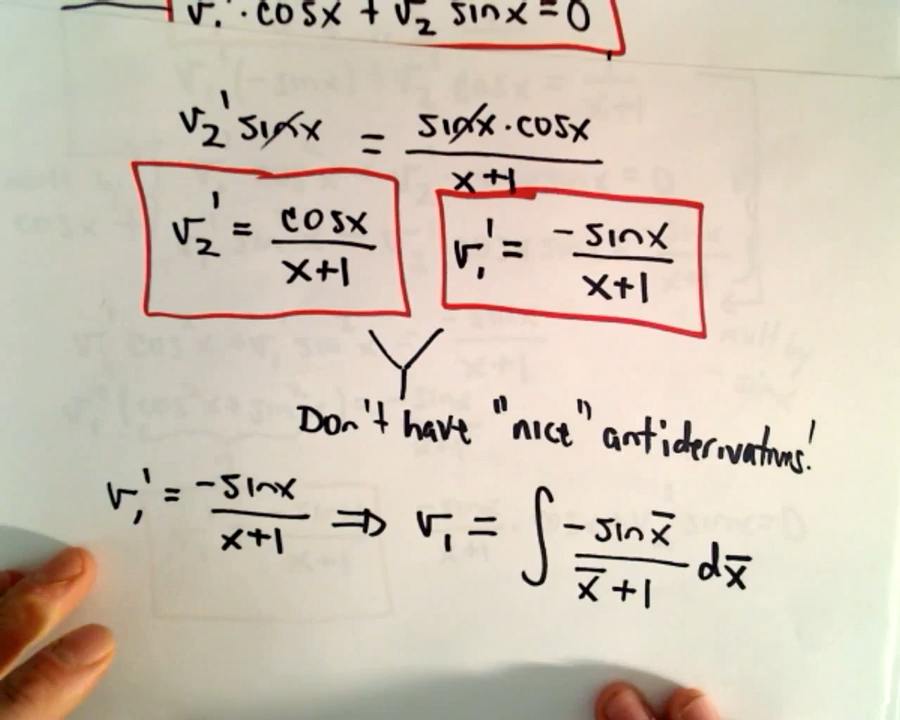 v₁' · cosx + v₂' sinx = 0
v₂' sinx = sinx · cosx / x+1
v₂' = cosx / x+1 v₁' = -sinx / x+1
Don't have "nice" antiderivatives!
v₁' = -sinx / x+1 ⇒ v₁ = ∫ -sin x̄ / x̄+1 dx̄